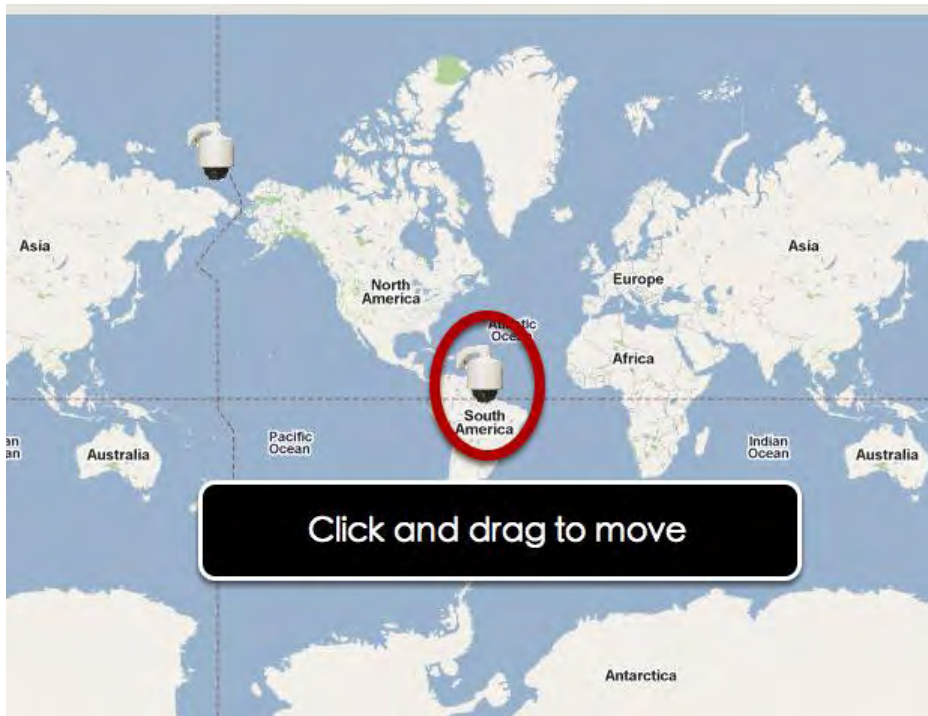 Asia
North
America
Europe
Asia
Atlantic
Ocean
Africa
South
America
Pacific
Ocean
Indian
Ocean
Australia
Australia
Click and drag to move
Antarctica